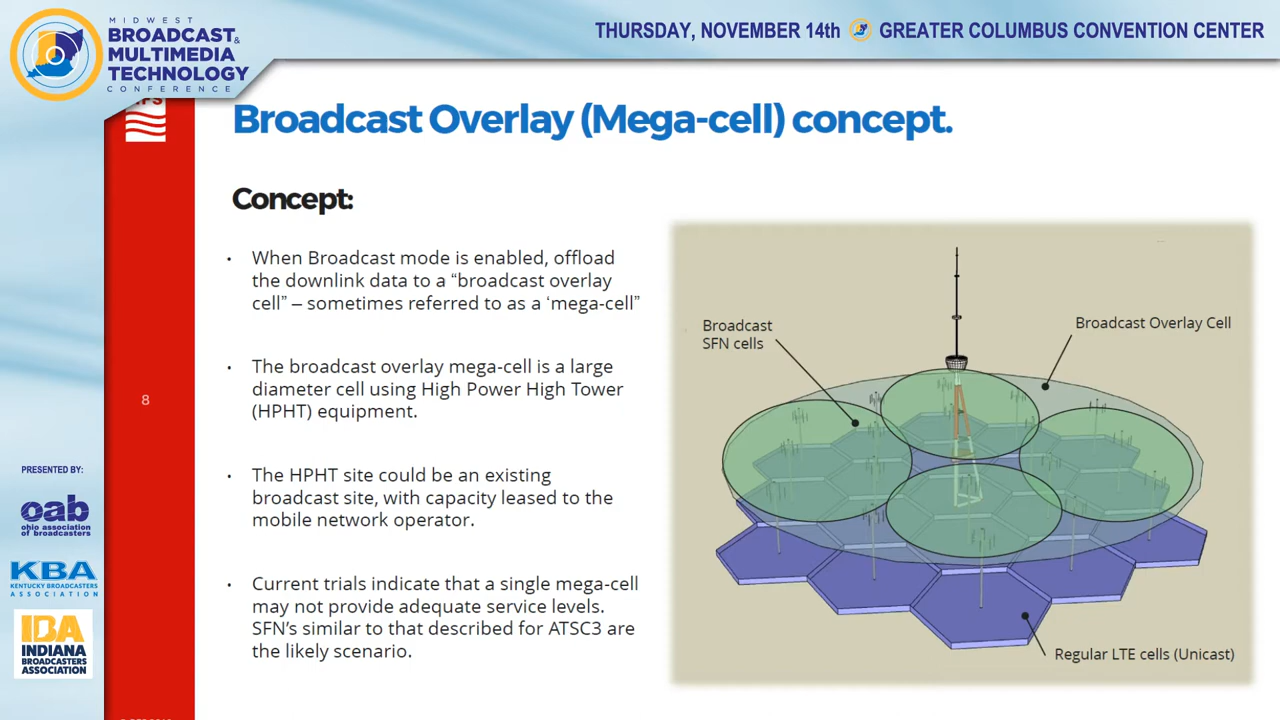 MIDWEST
BROADCAST&
MULTIMEDIA
TECHNOLOGY
CONFERENCE
THURSDAY, NOVEMBER 14th
GREATER COLUMBUS CONVENTION CENTER
Broadcast Overlay (Mega-cell) concept.
Concept:
· When Broadcast mode is enabled, offload
the downlink data to a “broadcast overlay
cell” – sometimes referred to as a ‘mega-cell”
· The broadcast overlay mega-cell is a large
diameter cell using High Power High Tower
(HPHT) equipment.
· The HPHT site could be an existing
broadcast site, with capacity leased to the
mobile network operator.
· Current trials indicate that a single mega-cell
may not provide adequate service levels.
SFN’s similar to that described for ATSC3 are
the likely scenario.
Broadcast
SFN cells
Broadcast Overlay Cell
Regular LTE cells (Unicast)
8
PRESENTED BY:
oab
ohio association
of broadcasters
KBA
KENTUCKY BROADCASTERS
ASSOCIATION
IBA
INDIANA
BROADCASTERS
ASSOCIATION